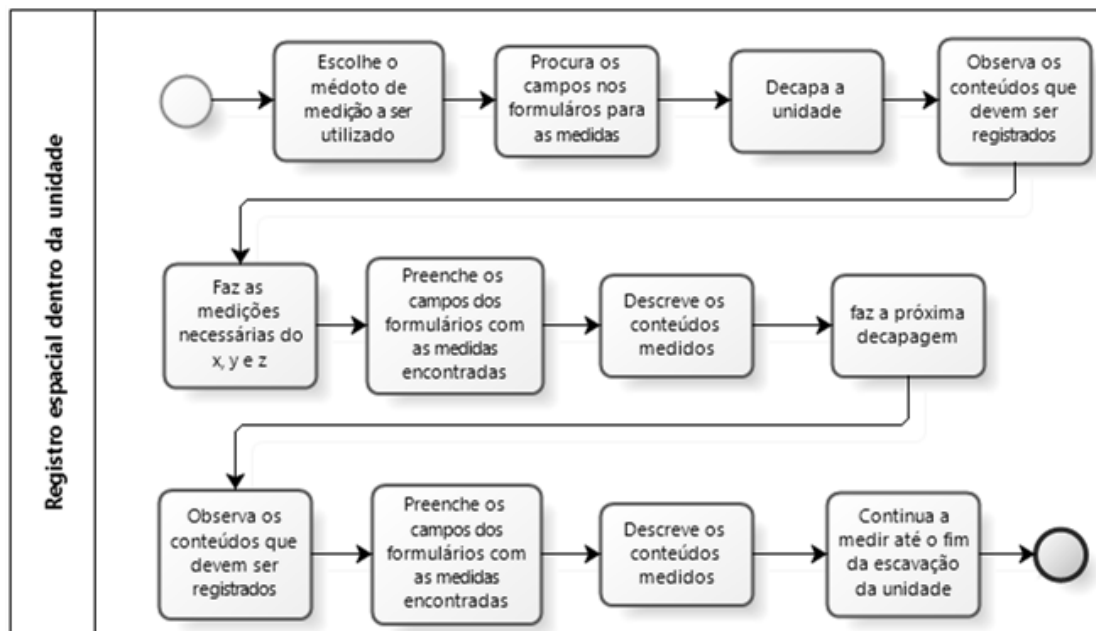 Registro espacial dentro da unidade
Escolhe o
médoto de
medição a ser
utilizado
Procura os
campos nos
formuláros para
as medidas
Decapa a
unidade
Observa os
conteúdos que
devem ser
registrados
Faz as
medições
necessárias do
x, y e z
Preenche os
campos dos
formulários com
as medidas
encontradas
Descreve os
conteúdos
medidos
faz a próxima
decapagem
Observa os
conteúdos que
devem ser
registrados
Preenche os
campos dos
formulários com
as medidas
encontradas
Descreve os
conteúdos
medidos
Continua a
medir até o fim
da escavação
da unidade